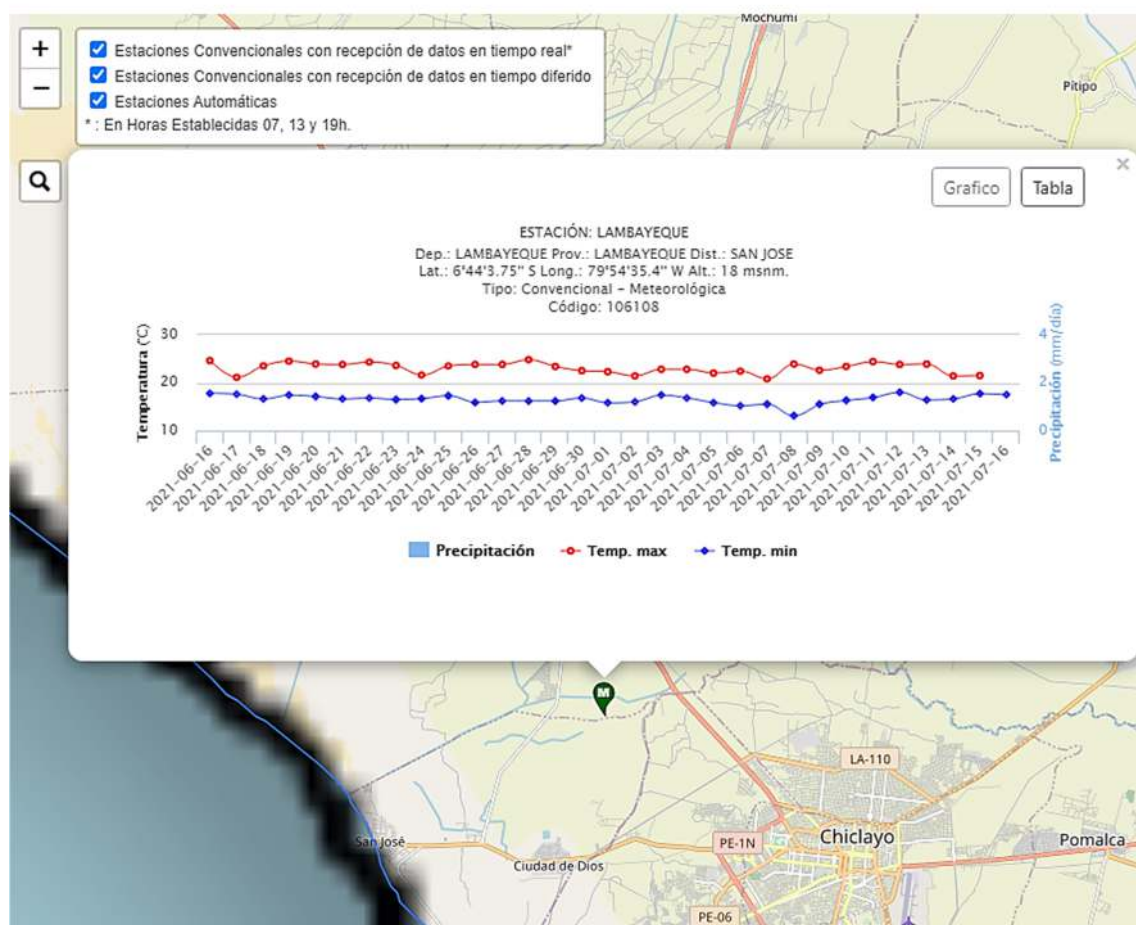 Mochumí
+
−
Estaciones Convencionales con recepción de datos en tiempo real*
Estaciones Convencionales con recepción de datos en tiempo diferido
Estaciones Automáticas
* : En Horas Establecidas 07, 13 y 19h.
Pítipo
×
Grafico
Tabla
ESTACIÓN: LAMBAYEQUE
Dep.: LAMBAYEQUE Prov.: LAMBAYEQUE Dist.: SAN JOSE
Lat.: 6°44'3.75'' S Long.: 79°54'35.4'' W Alt.: 18 msnm.
Tipo: Convencional - Meteorológica
Código: 106108
Temperatura (°C)
30
20
10
4
2
0
Precipitación (mm/día)
2021-06-16
2021-06-17
2021-06-18
2021-06-19
2021-06-20
2021-06-21
2021-06-22
2021-06-23
2021-06-24
2021-06-25
2021-06-26
2021-06-27
2021-06-28
2021-06-29
2021-06-30
2021-07-01
2021-07-02
2021-07-03
2021-07-04
2021-07-05
2021-07-06
2021-07-07
2021-07-08
2021-07-09
2021-07-10
2021-07-11
2021-07-12
2021-07-13
2021-07-14
2021-07-15
2021-07-16
Precipitación
Temp. max
Temp. min
M
LA-110
San José
PE-1N
Chiclayo
Pomalca
Ciudad de Dios
PE-06